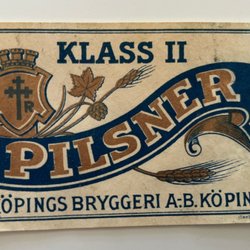 KLASS II
PILSNER
KÖPINGS BRYGGERI A.-B. KÖPIN